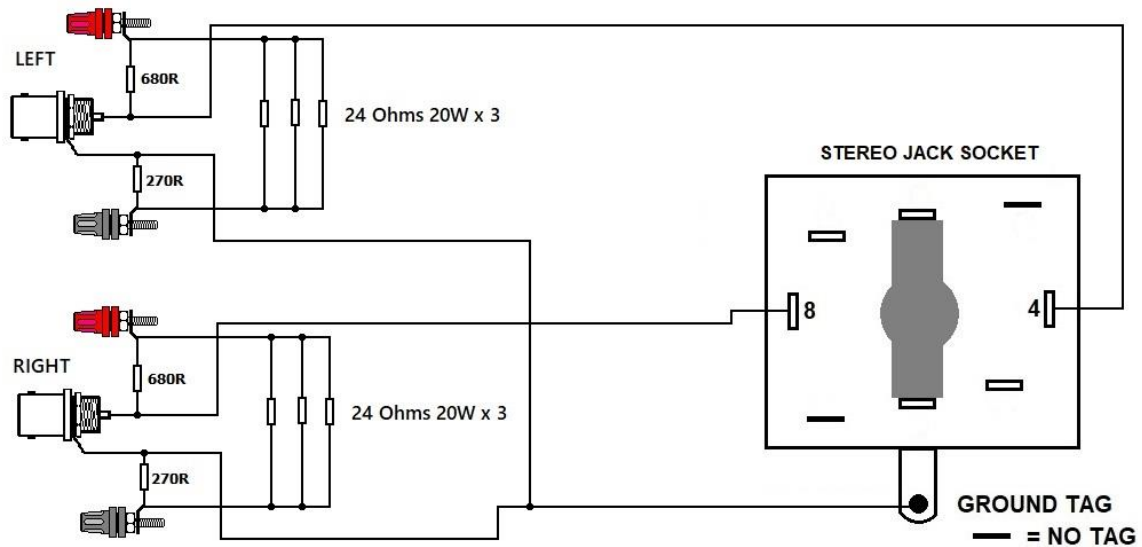 LEFT
680R
24 Ohms 20W x 3
270R
STEREO JACK SOCKET
8
4
RIGHT
680R
24 Ohms 20W x 3
270R
GROUND TAG
= NO TAG